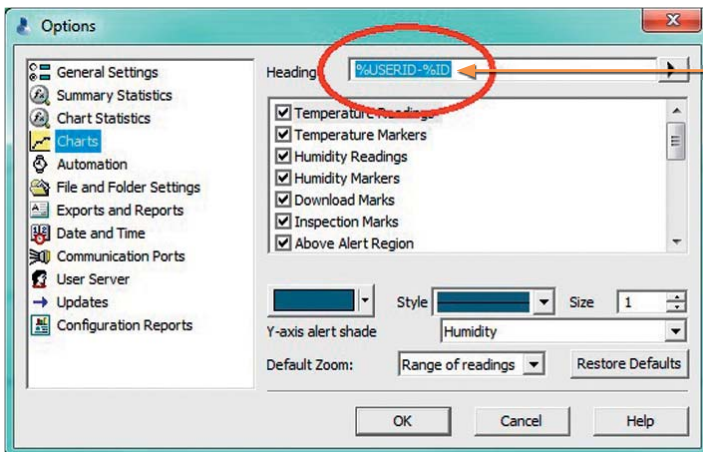 Options
General Settings
Summary Statistics
Chart Statistics
Charts
Automation
File and Folder Settings
Exports and Reports
Date and Time
Communication Ports
User Server
Updates
Configuration Reports
Heading %USERID-%ID
Temperature Readings
Temperature Markers
Humidity Readings
Humidity Markers
Download Marks
Inspection Marks
Above Alert Region
Style Size 1
Y-axis alert shade Humidity
Default Zoom: Range of readings Restore Defaults
OK Cancel Help